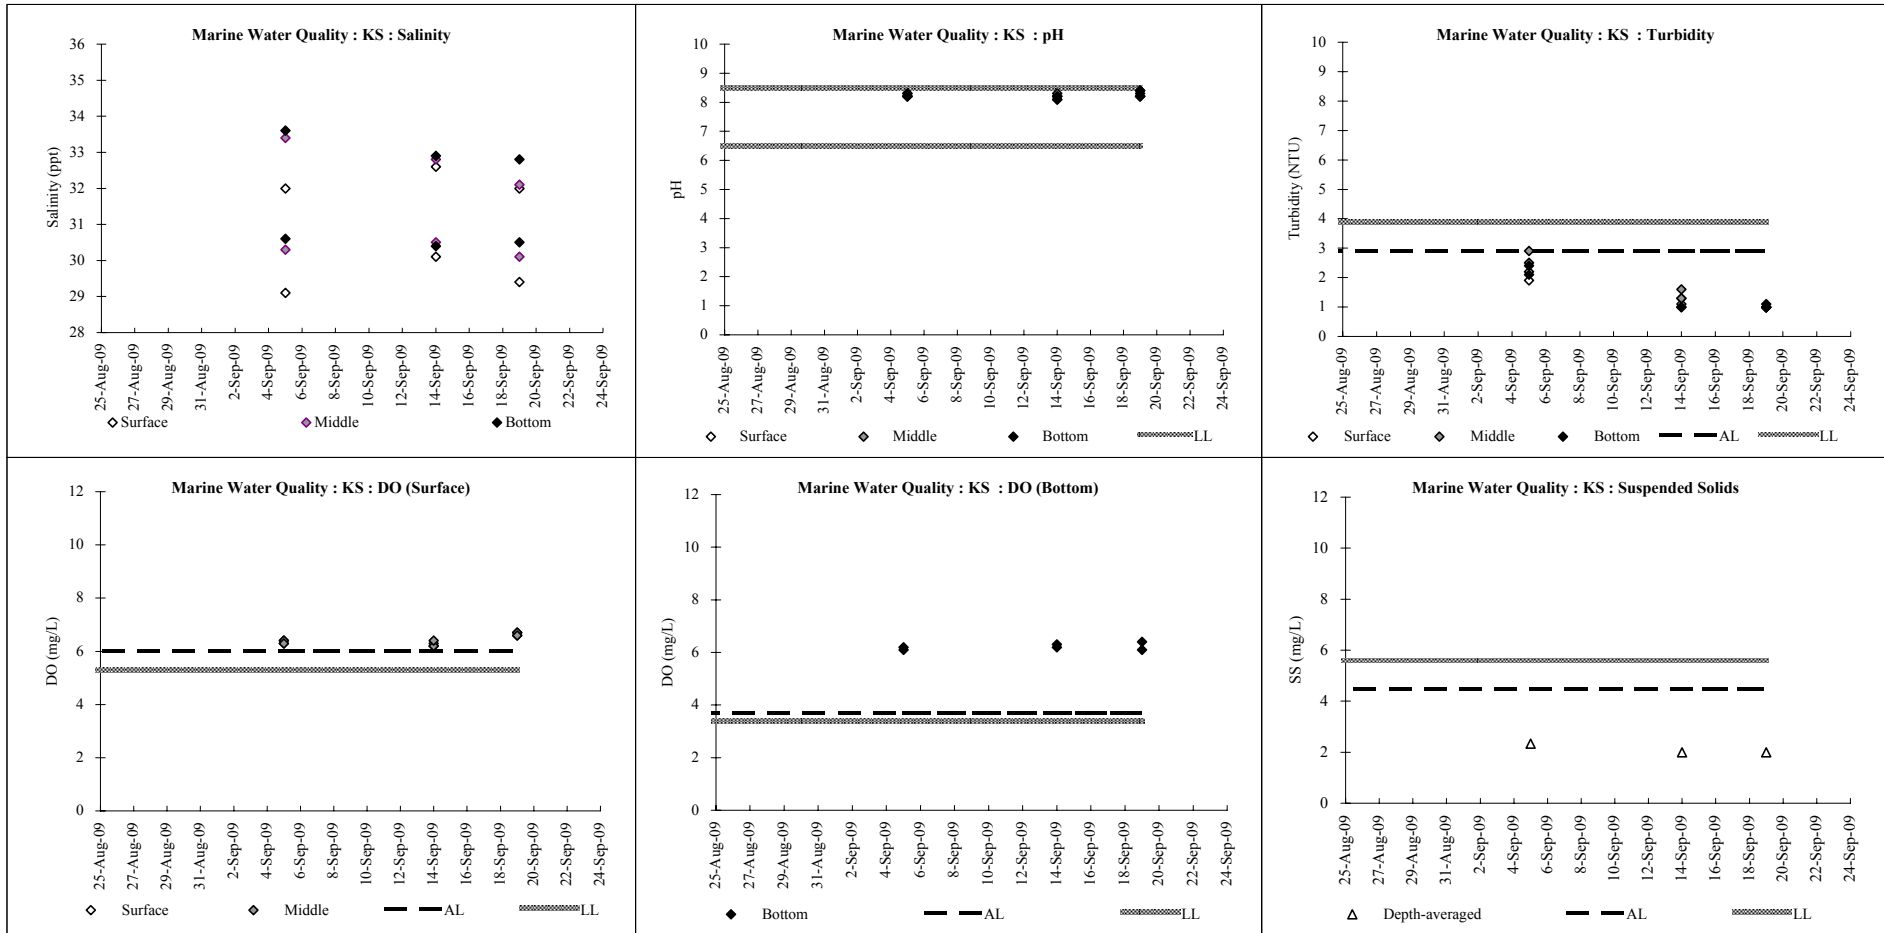 Marine Water Quality : KS : Salinity
36
35
34
33
32
31
30
29
28
Salinity (ppt)
25-Aug-09
27-Aug-09
29-Aug-09
31-Aug-09
2-Sep-09
4-Sep-09
6-Sep-09
8-Sep-09
10-Sep-09
12-Sep-09
14-Sep-09
16-Sep-09
18-Sep-09
20-Sep-09
22-Sep-09
24-Sep-09
Surface Middle Bottom
Marine Water Quality : KS : pH
10
9
8
7
6
5
4
3
2
1
0
pH
25-Aug-09
27-Aug-09
29-Aug-09
31-Aug-09
2-Sep-09
4-Sep-09
6-Sep-09
8-Sep-09
10-Sep-09
12-Sep-09
14-Sep-09
16-Sep-09
18-Sep-09
20-Sep-09
22-Sep-09
24-Sep-09
Surface Middle Bottom LL
Marine Water Quality : KS : Turbidity
10
9
8
7
6
5
4
3
2
1
0
Turbidity (NTU)
25-Aug-09
27-Aug-09
29-Aug-09
31-Aug-09
2-Sep-09
4-Sep-09
6-Sep-09
8-Sep-09
10-Sep-09
12-Sep-09
14-Sep-09
16-Sep-09
18-Sep-09
20-Sep-09
22-Sep-09
24-Sep-09
Surface Middle Bottom AL LL
Marine Water Quality : KS : DO (Surface)
12
10
8
6
4
2
0
DO (mg/L)
25-Aug-09
27-Aug-09
29-Aug-09
31-Aug-09
2-Sep-09
4-Sep-09
6-Sep-09
8-Sep-09
10-Sep-09
12-Sep-09
14-Sep-09
16-Sep-09
18-Sep-09
20-Sep-09
22-Sep-09
24-Sep-09
Surface Middle AL LL
Marine Water Quality : KS : DO (Bottom)
12
10
8
6
4
2
0
DO (mg/L)
25-Aug-09
27-Aug-09
29-Aug-09
31-Aug-09
2-Sep-09
4-Sep-09
6-Sep-09
8-Sep-09
10-Sep-09
12-Sep-09
14-Sep-09
16-Sep-09
18-Sep-09
20-Sep-09
22-Sep-09
24-Sep-09
Bottom AL LL
Marine Water Quality : KS : Suspended Solids
12
10
8
6
4
2
0
SS (mg/L)
25-Aug-09
27-Aug-09
29-Aug-09
31-Aug-09
2-Sep-09
4-Sep-09
6-Sep-09
8-Sep-09
10-Sep-09
12-Sep-09
14-Sep-09
16-Sep-09
18-Sep-09
20-Sep-09
22-Sep-09
24-Sep-09
Depth-averaged AL LL